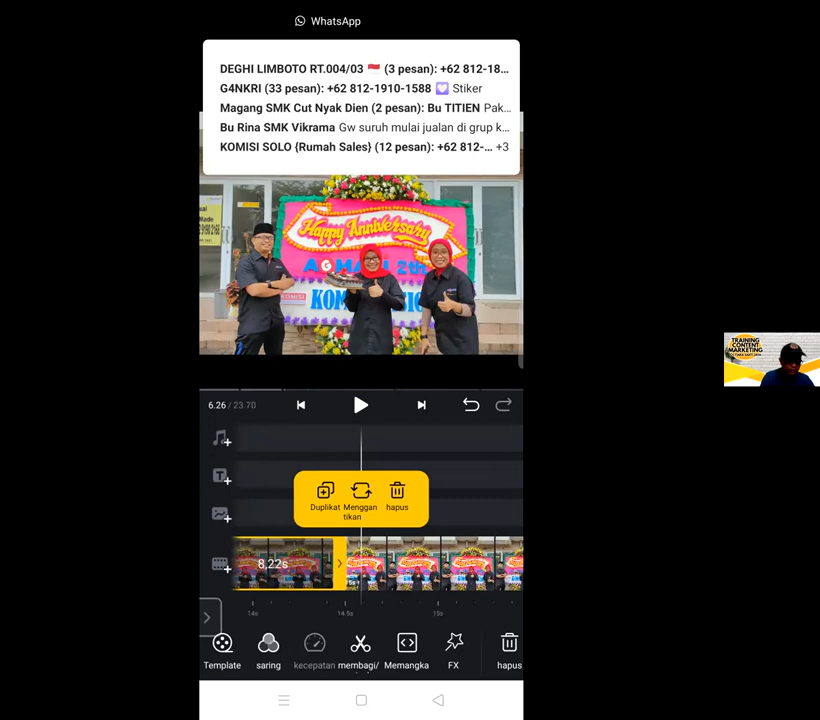 WhatsApp
DEGHI LIMBOTO RT.004/03 🇮🇩 (3 pesan): +62 812-18...
G4NKRI (33 pesan): +62 812-1910-1588 💟 Stiker
Magang SMK Cut Nyak Dien (2 pesan): Bu TITIEN Pak...
Bu Rina SMK Vikrama Gw suruh mulai jualan di grup k...
KOMISI SOLO {Rumah Sales} (12 pesan): +62 812-... +3
Happy Anniversary
2th
KOM
TRAINING
CONTENT
MARKETING
6.26 / 23.70
Duplikat
Menggantikan
hapus
8,22s
14s
14.5s
15s
Template
saring
kecepatan
membagi/
Memangka
FX
hapus